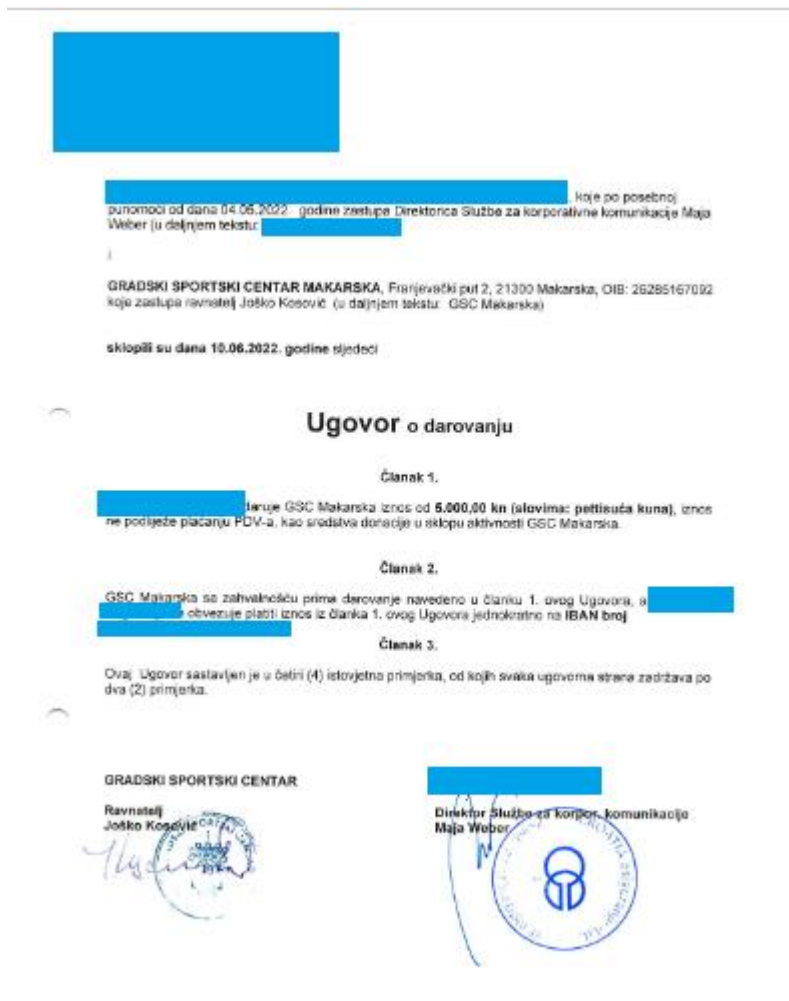 , koje po posebnoj
punomoći od dana 04.05.2022. godine zastupa Direktorica Službe za korporativne komunikacije Maja
Weber (u daljnjem tekstu:
i
GRADSKI SPORTSKI CENTAR MAKARSKA, Franjevački put 2, 21300 Makarska, OIB: 26285167092
koje zastupa ravnatelj Joško Kosović (u daljnjem tekstu: GSC Makarska)
sklopili su dana 10.06.2022. godine sljedeći
Ugovor o darovanju
Članak 1.
daruje GSC Makarska iznos od 5.000,00 kn (slovima: pettisuća kuna), iznos
ne podliježe plaćanju PDV-a, kao sredstva donacije u sklopu aktivnosti GSC Makarska.
Članak 2.
GSC Makarska sa zahvalnošću prima darovanje navedeno u članku 1. ovog Ugovora, a
obvezuje platiti iznos iz članka 1. ovog Ugovora jednokratno na IBAN broj
Članak 3.
Ovaj Ugovor sastavljen je u četiri (4) istovjetna primjerka, od kojih svaka ugovorna strana zadržava po
dva (2) primjerka.
GRADSKI SPORTSKI CENTAR
Ravnatelj
Joško Kosović
Direktor Službe za korpor. komunikacije
Maja Weber
CROATIA osiguranje d.d.